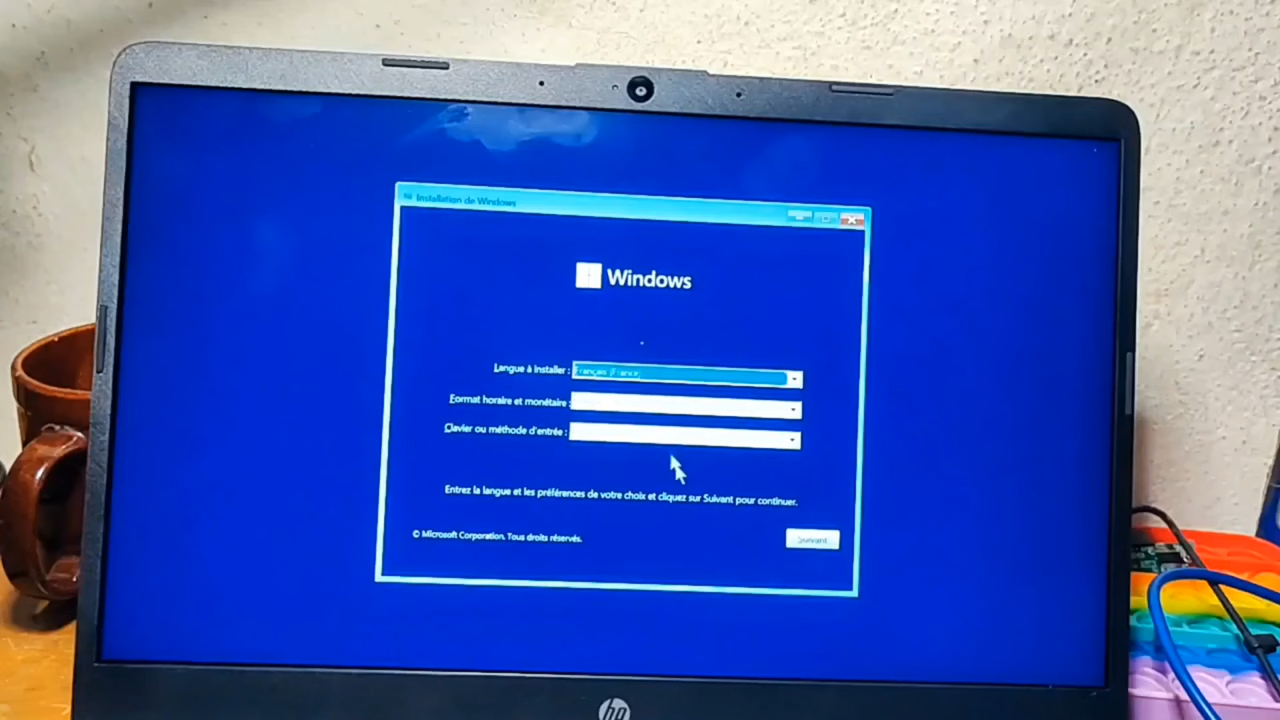 Installation de Windows
Windows
Langue à installer : Français (France)
Format horaire et monétaire :
Clavier ou méthode d'entrée :
Entrez la langue et les préférences de votre choix et cliquez sur Suivant pour continuer.
© Microsoft Corporation. Tous droits réservés.
Suivant
hp